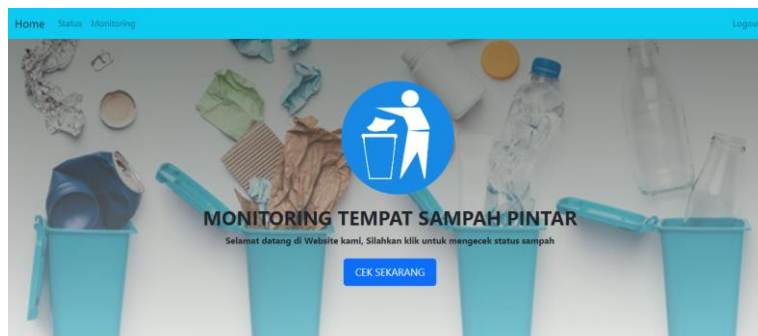 Home Status Monitoring Logout
MONITORING TEMPAT SAMPAH PINTAR
Selamat datang di Website kami, Silahkan klik untuk mengecek status sampah
CEK SEKARANG